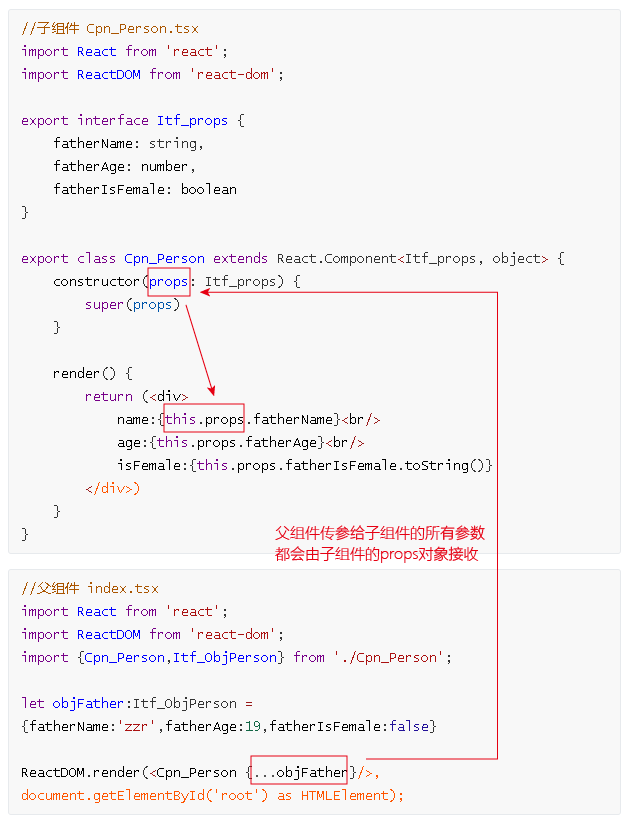 //子组件 Cpn_Person.tsx
import React from 'react';
import ReactDOM from 'react-dom';
export interface Itf_props {
fatherName: string,
fatherAge: number,
fatherIsFemale: boolean
}
export class Cpn_Person extends React.Component<Itf_props, object> {
constructor(props: Itf_props) {
super(props)
}
render() {
return (<div>
name:{this.props.fatherName}<br/>
age:{this.props.fatherAge}<br/>
isFemale:{this.props.fatherIsFemale.toString()}
</div>)
}
}
父组件传参给子组件的所有参数
都会由子组件的props对象接收
//父组件 index.tsx
import React from 'react';
import ReactDOM from 'react-dom';
import {Cpn_Person,Itf_ObjPerson} from './Cpn_Person';
let objFather:Itf_ObjPerson =
{fatherName:'zzr',fatherAge:19,fatherIsFemale:false}
ReactDOM.render(<Cpn_Person {...objFather}/>,
document.getElementById('root') as HTMLElement);